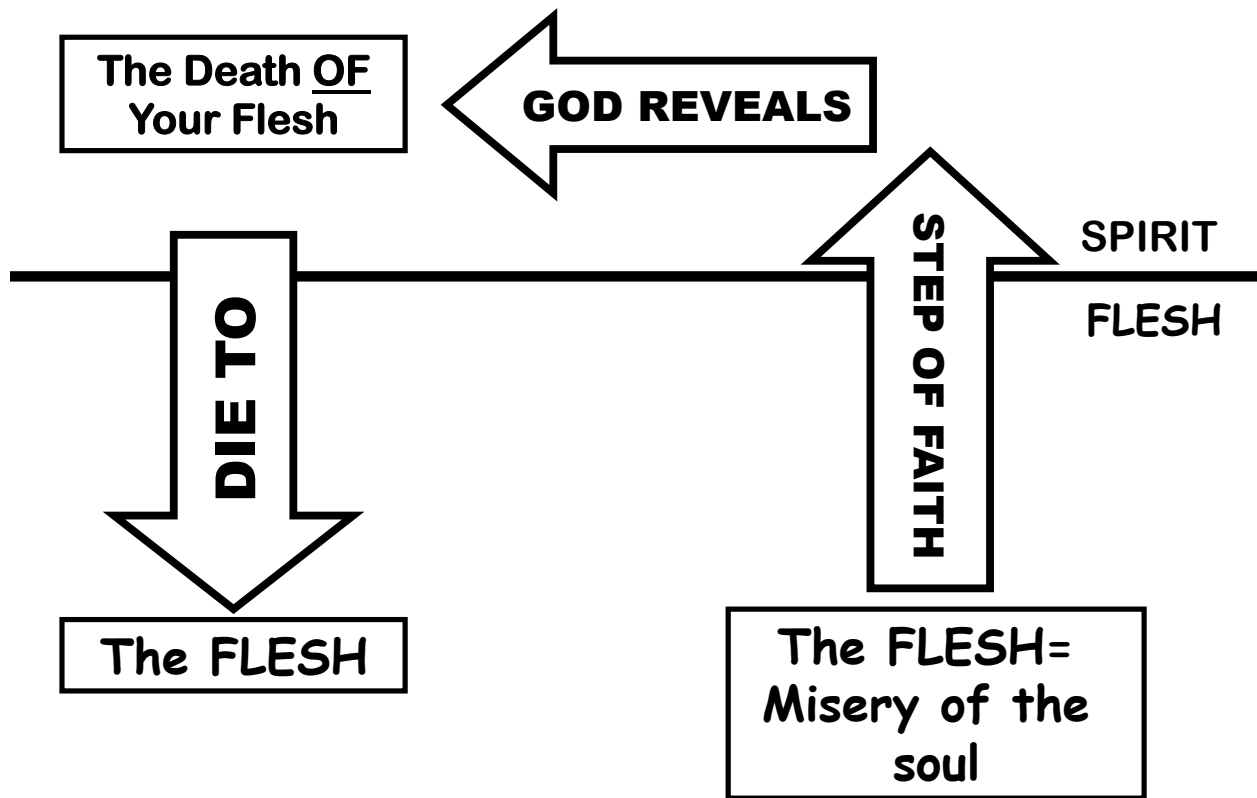 The Death OF
Your Flesh
GOD REVEALS
STEP OF FAITH
SPIRIT
FLESH
DIE TO
The FLESH
The FLESH=
Misery of the
soul